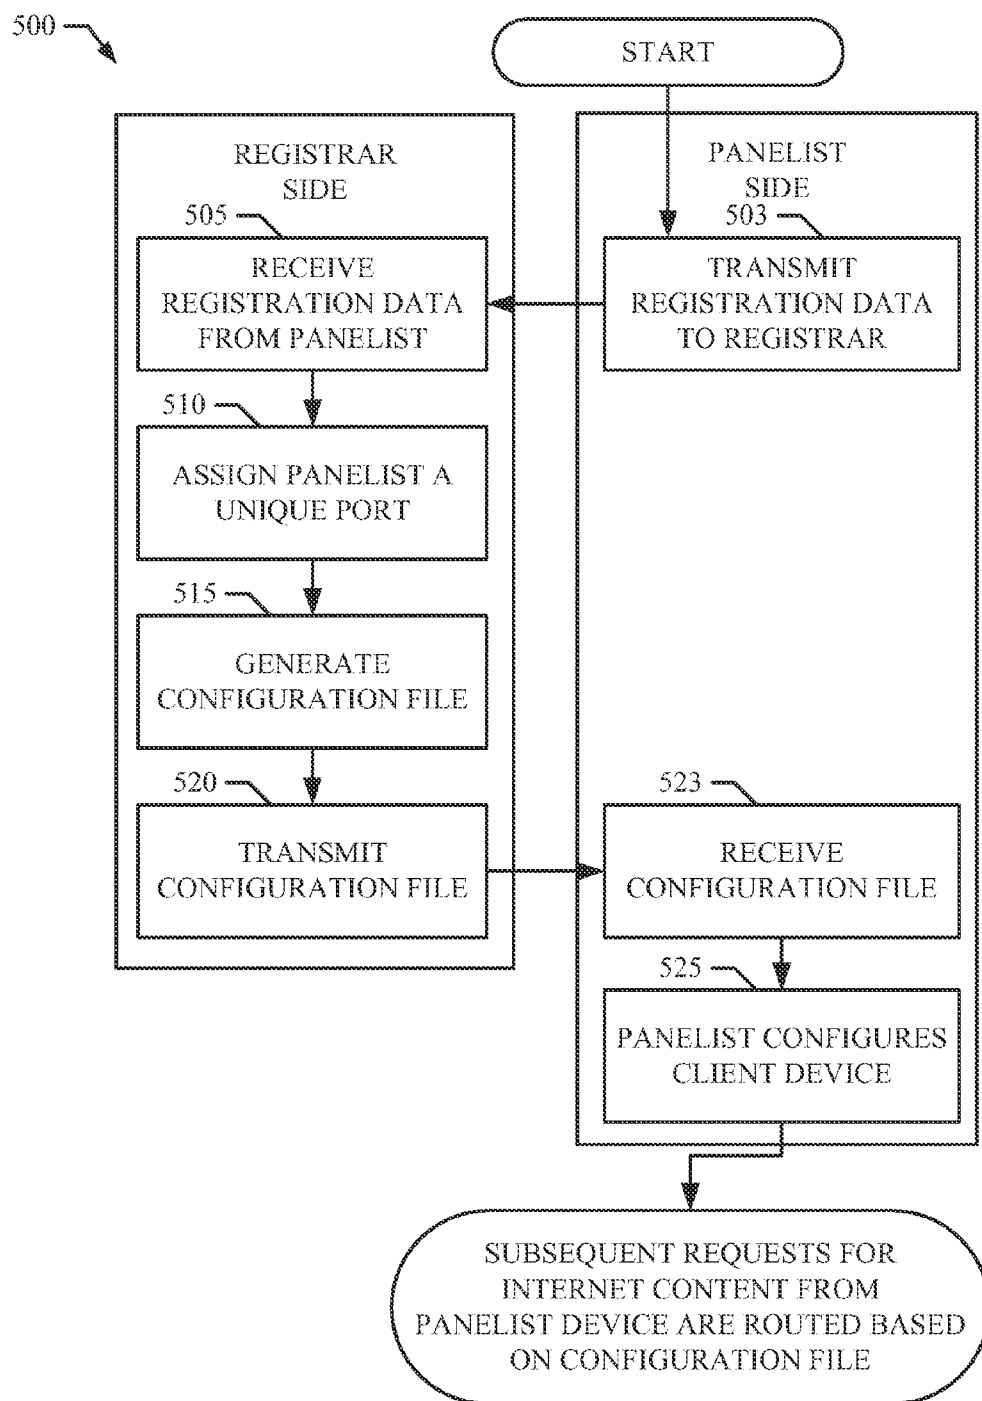 500
START
REGISTRAR
SIDE
PANELIST
SIDE
505
RECEIVE
REGISTRATION DATA
FROM PANELIST
503
TRANSMIT
REGISTRATION DATA
TO REGISTRAR
510
ASSIGN PANELIST A
UNIQUE PORT
515
GENERATE
CONFIGURATION FILE
520
TRANSMIT
CONFIGURATION FILE
523
RECEIVE
CONFIGURATION FILE
525
PANELIST CONFIGURES
CLIENT DEVICE
SUBSEQUENT REQUESTS FOR
INTERNET CONTENT FROM
PANELIST DEVICE ARE ROUTED BASED
ON CONFIGURATION FILE